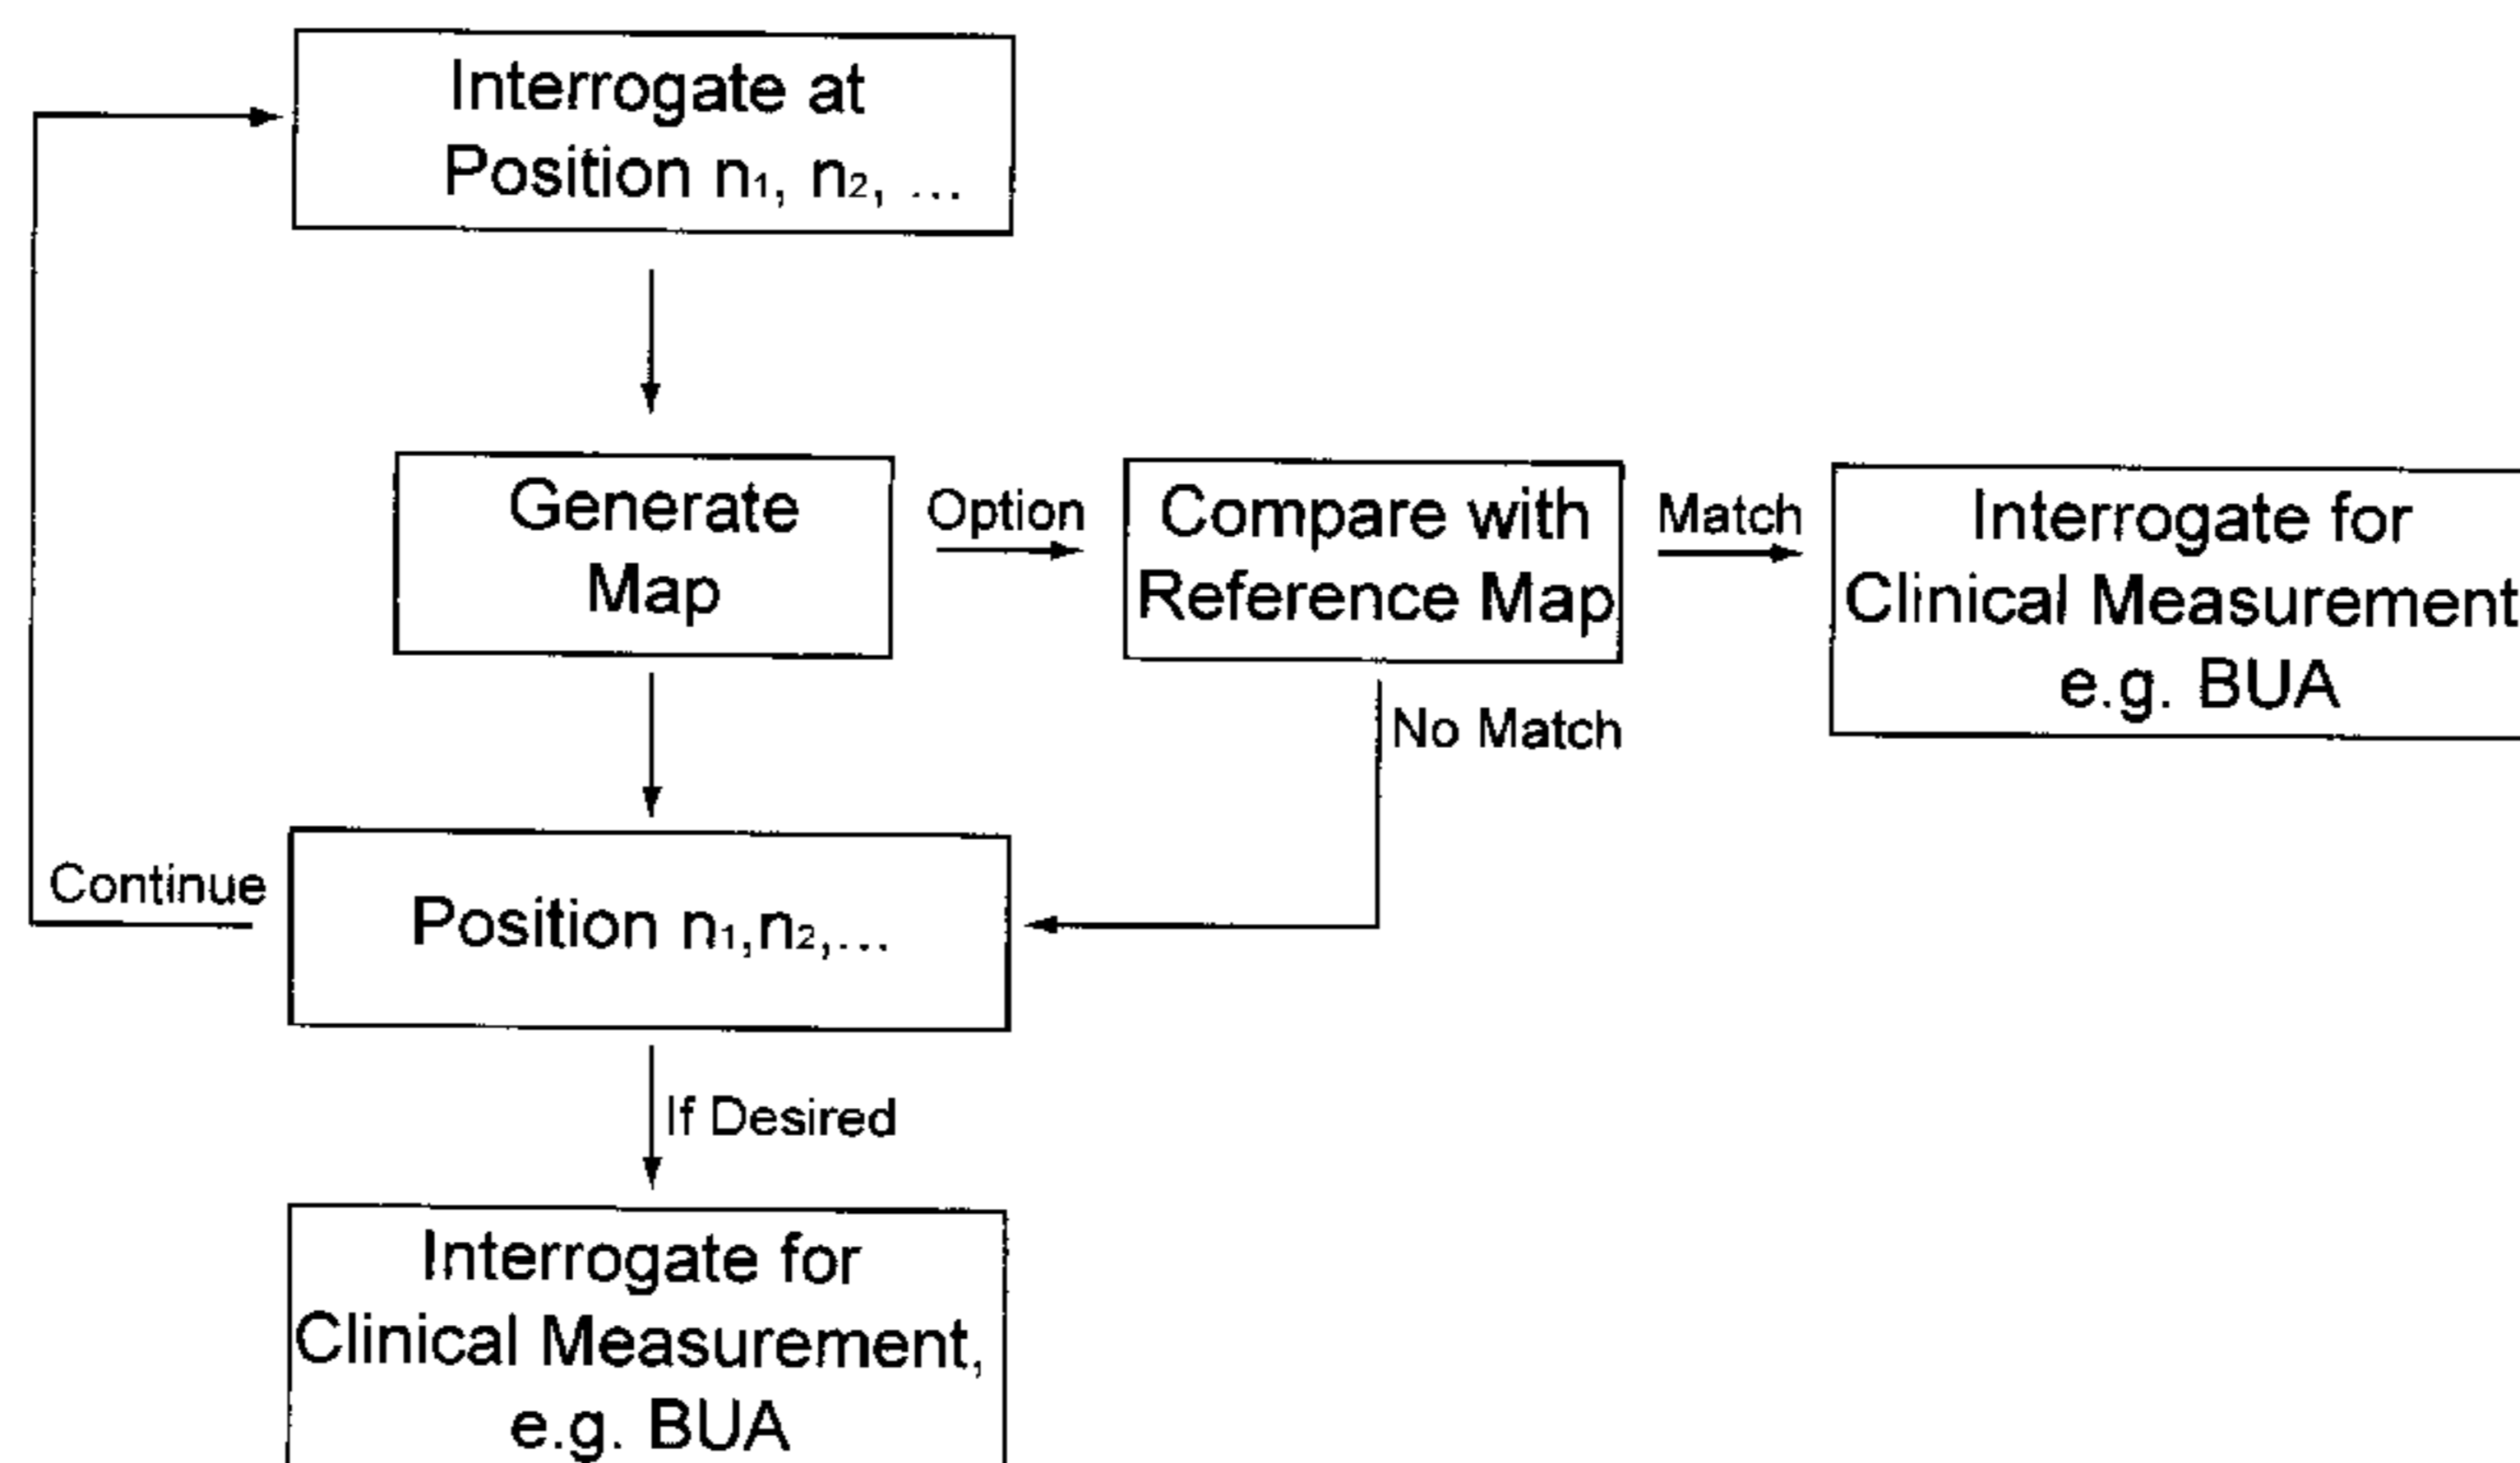 Interrogate at
Position n₁, n₂, ...
Generate
Map
Option
Compare with
Reference Map
Match
Interrogate for
Clinical Measurement
e.g. BUA
No Match
Continue
Position n₁,n₂,...
If Desired
Interrogate for
Clinical Measurement,
e.g. BUA